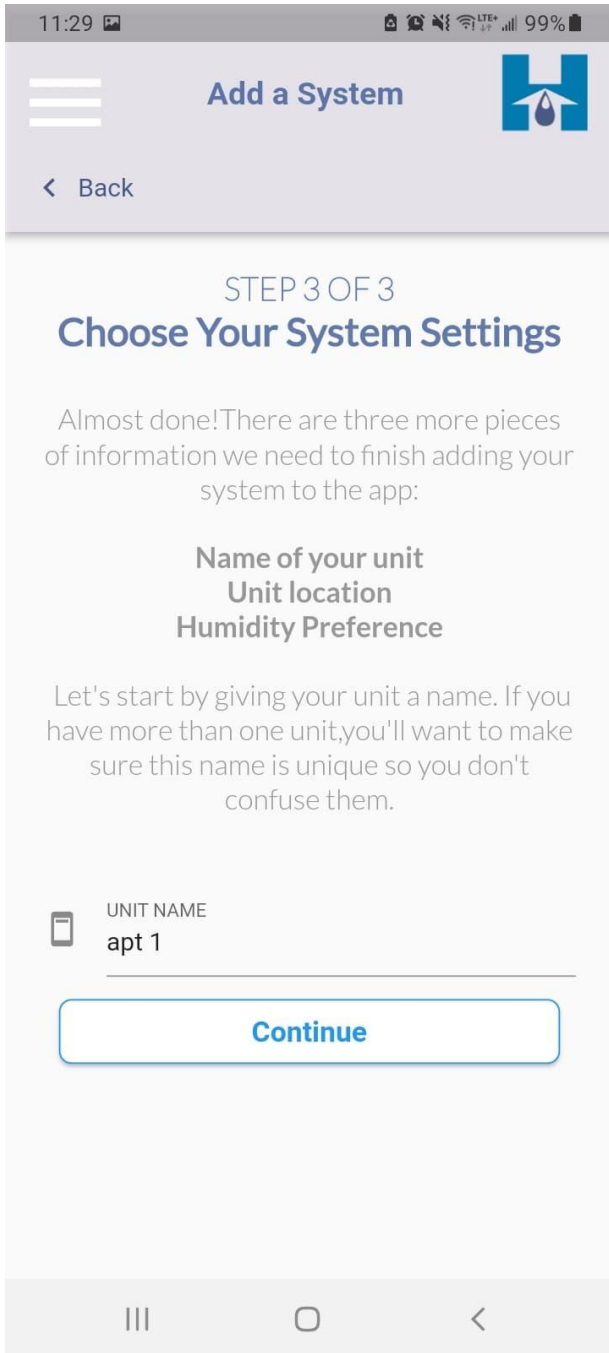 11:29 LTE+ 99%
Add a System
Back
STEP 3 OF 3
Choose Your System Settings
Almost done!There are three more pieces
of information we need to finish adding your
system to the app:
Name of your unit
Unit location
Humidity Preference
Let's start by giving your unit a name. If you
have more than one unit,you'll want to make
sure this name is unique so you don't
confuse them.
UNIT NAME
apt 1
Continue